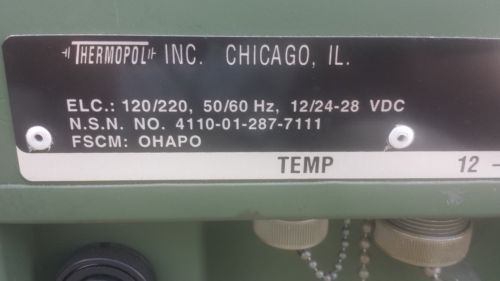 THERMOPOL INC. CHICAGO, IL.
ELC.: 120/220, 50/60 Hz, 12/24-28 VDC
N.S.N. NO. 4110-01-287-7111
FSCM: OHAPO
TEMP 12 -